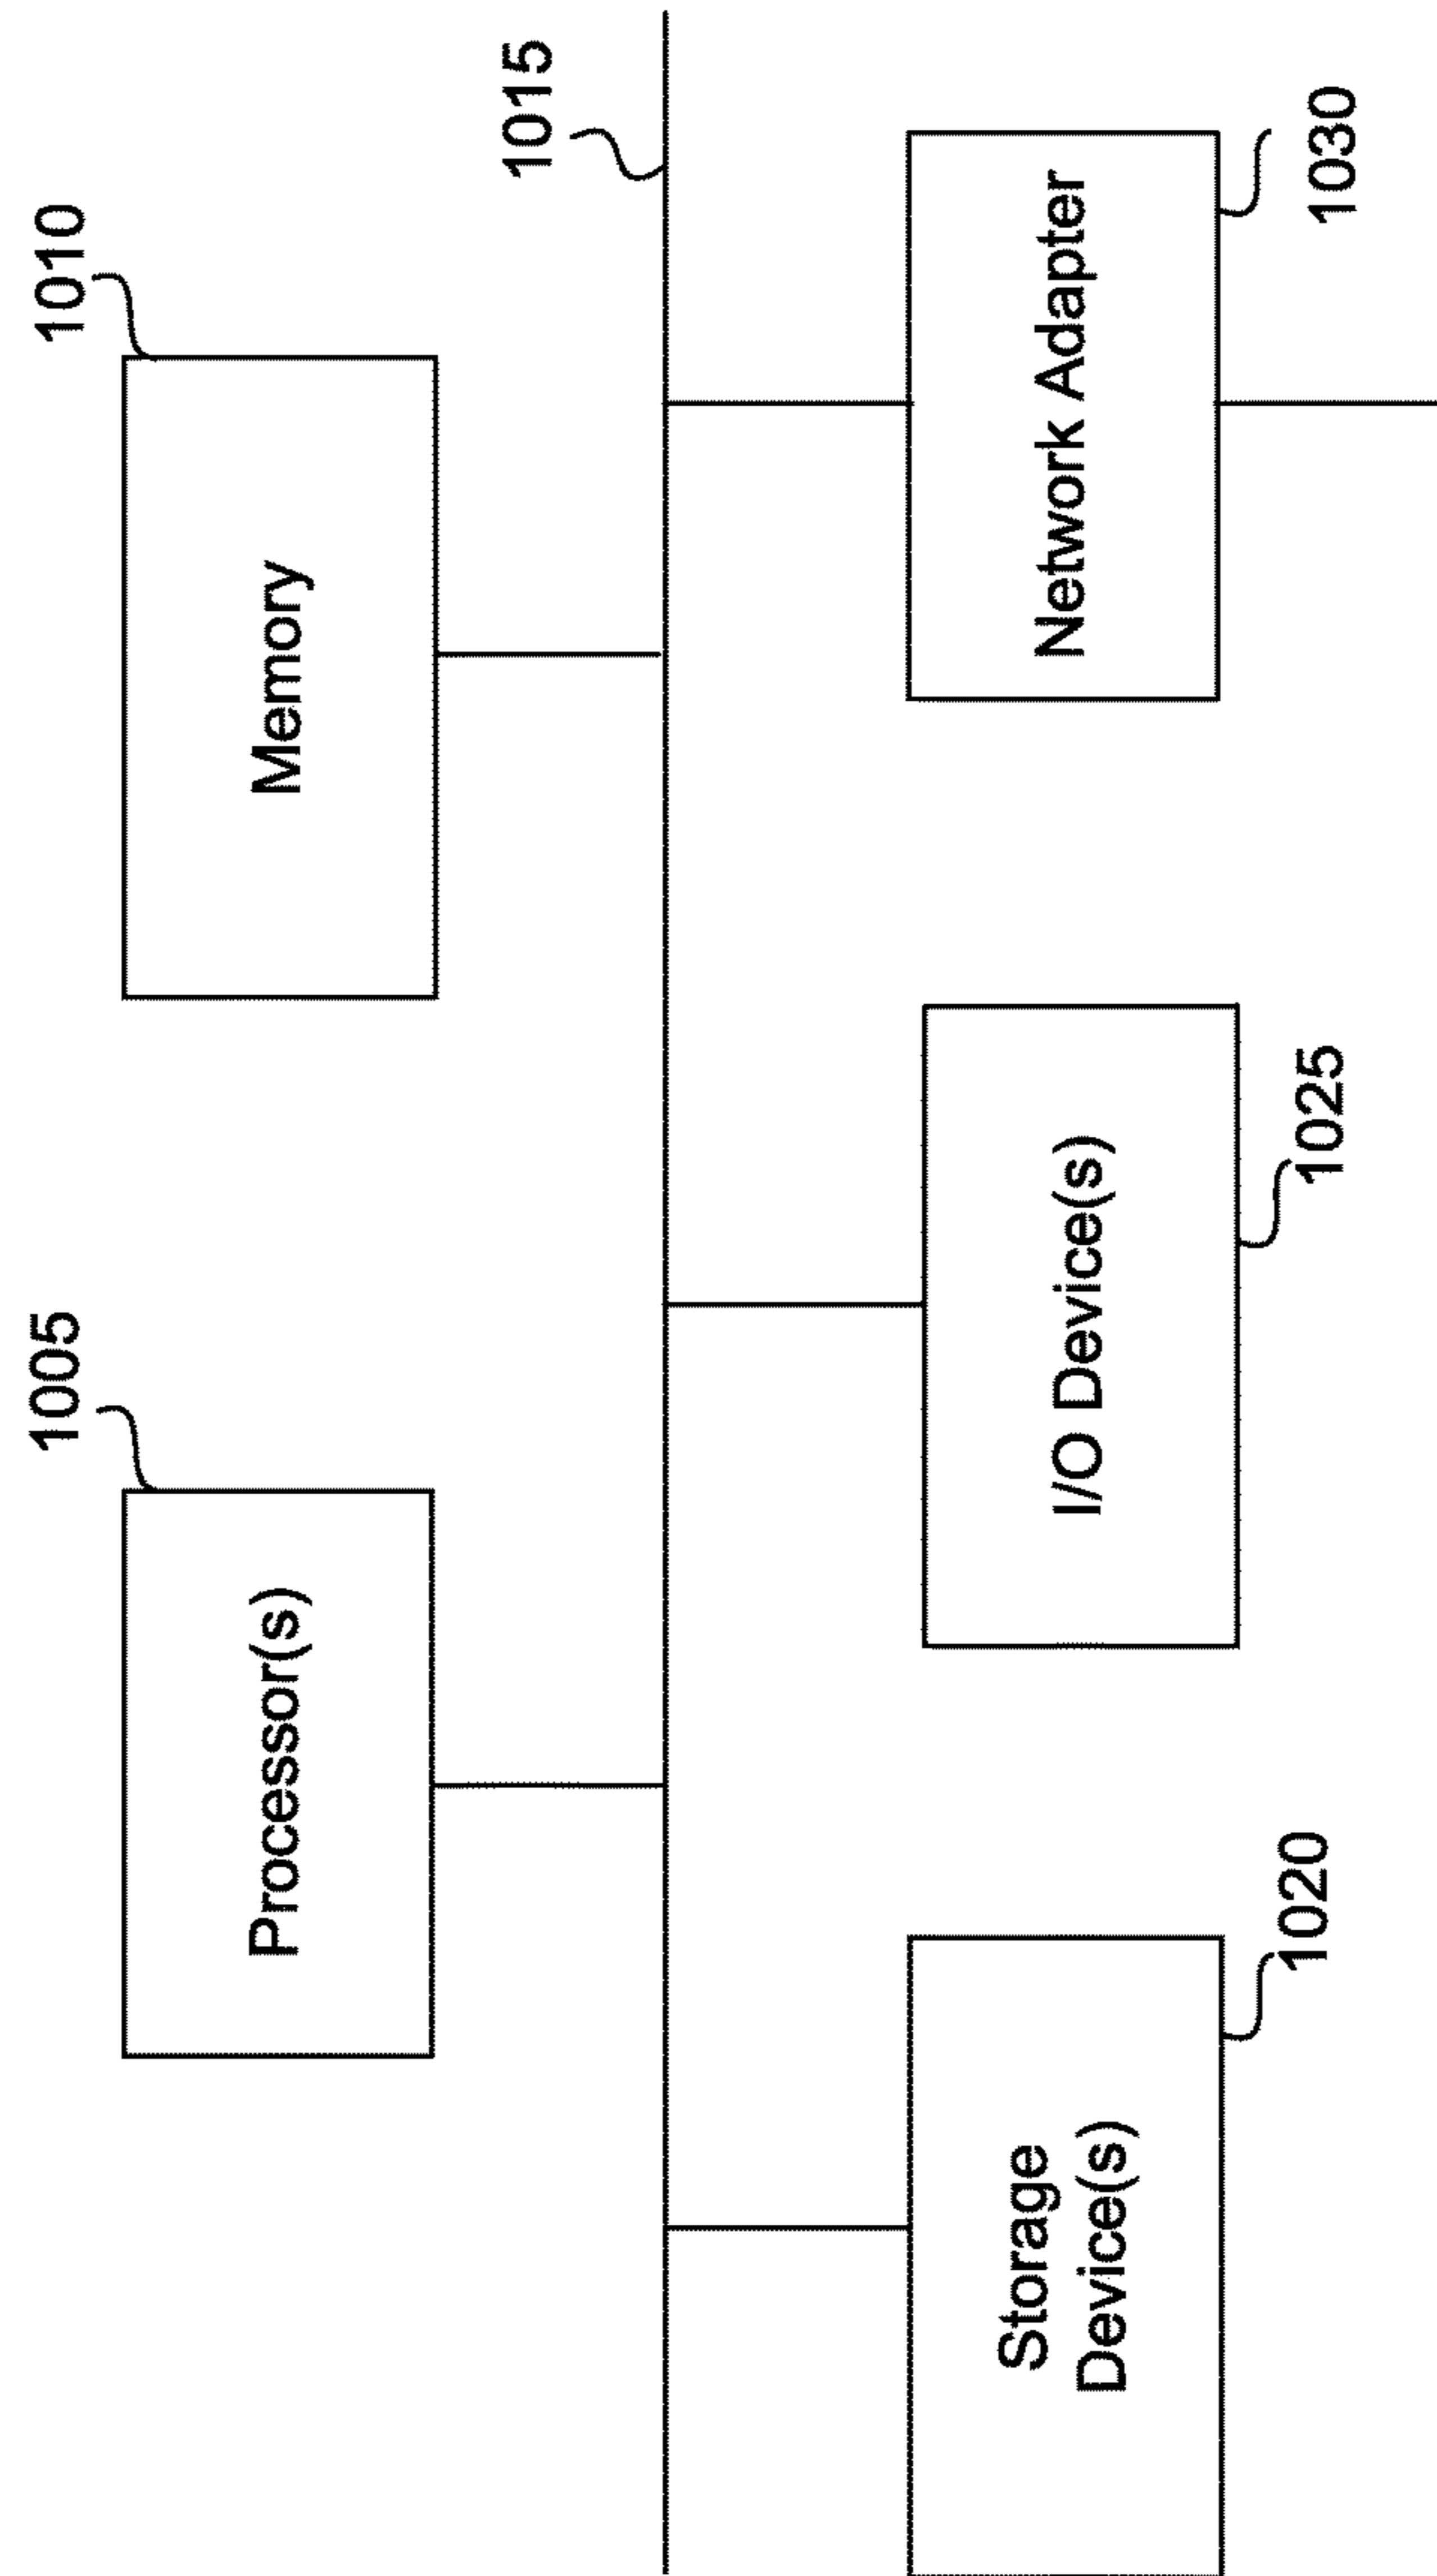 1005
1010
Processor(s)
Memory
1015
Storage
Device(s)
I/O Device(s)
Network Adapter
1020
1025
1030